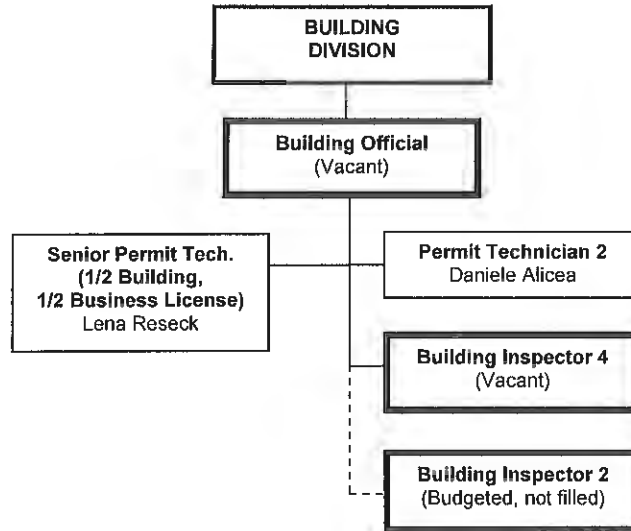 BUILDING
DIVISION
Building Official
(Vacant)
Senior Permit Tech.
(1/2 Building,
1/2 Business License)
Lena Reseck
Permit Technician 2
Daniele Alicea
Building Inspector 4
(Vacant)
Building Inspector 2
(Budgeted, not filled)